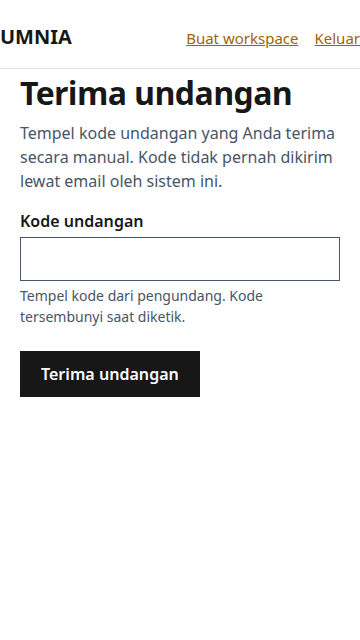 UMNIA
Buat workspace Keluar
Terima undangan
Tempel kode undangan yang Anda terima
secara manual. Kode tidak pernah dikirim
lewat email oleh sistem ini.
Kode undangan
Tempel kode dari pengundang. Kode
tersembunyi saat diketik.
Terima undangan